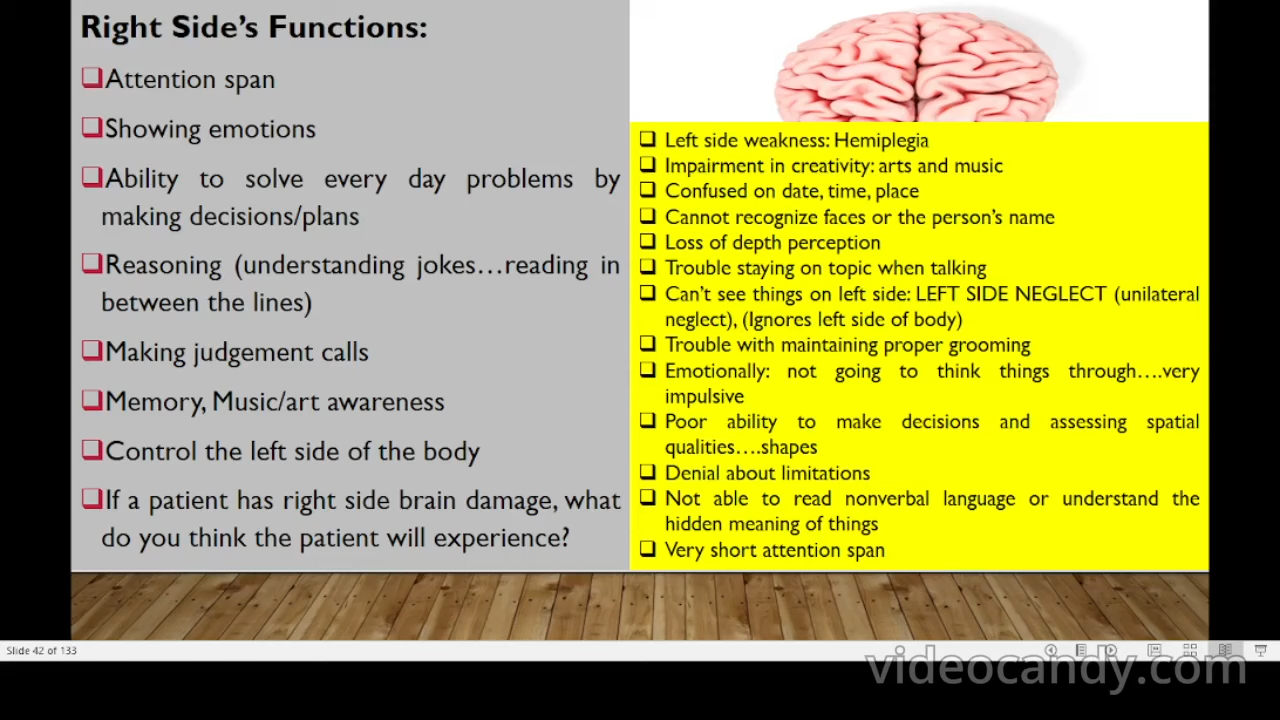 Right Side's Functions:
❑Attention span
❑Showing emotions
❑Ability to solve every day problems by
making decisions/plans
❑Reasoning (understanding jokes…reading in
between the lines)
❑Making judgement calls
❑Memory, Music/art awareness
❑Control the left side of the body
❑If a patient has right side brain damage, what
do you think the patient will experience?
❑ Left side weakness: Hemiplegia
❑ Impairment in creativity: arts and music
❑ Confused on date, time, place
❑ Cannot recognize faces or the person's name
❑ Loss of depth perception
❑ Trouble staying on topic when talking
❑ Can't see things on left side: LEFT SIDE NEGLECT (unilateral
neglect), (Ignores left side of body)
❑ Trouble with maintaining proper grooming
❑ Emotionally: not going to think things through….very
impulsive
❑ Poor ability to make decisions and assessing spatial
qualities….shapes
❑ Denial about limitations
❑ Not able to read nonverbal language or understand the
hidden meaning of things
❑ Very short attention span
Slide 42 of 133
videocandy.com